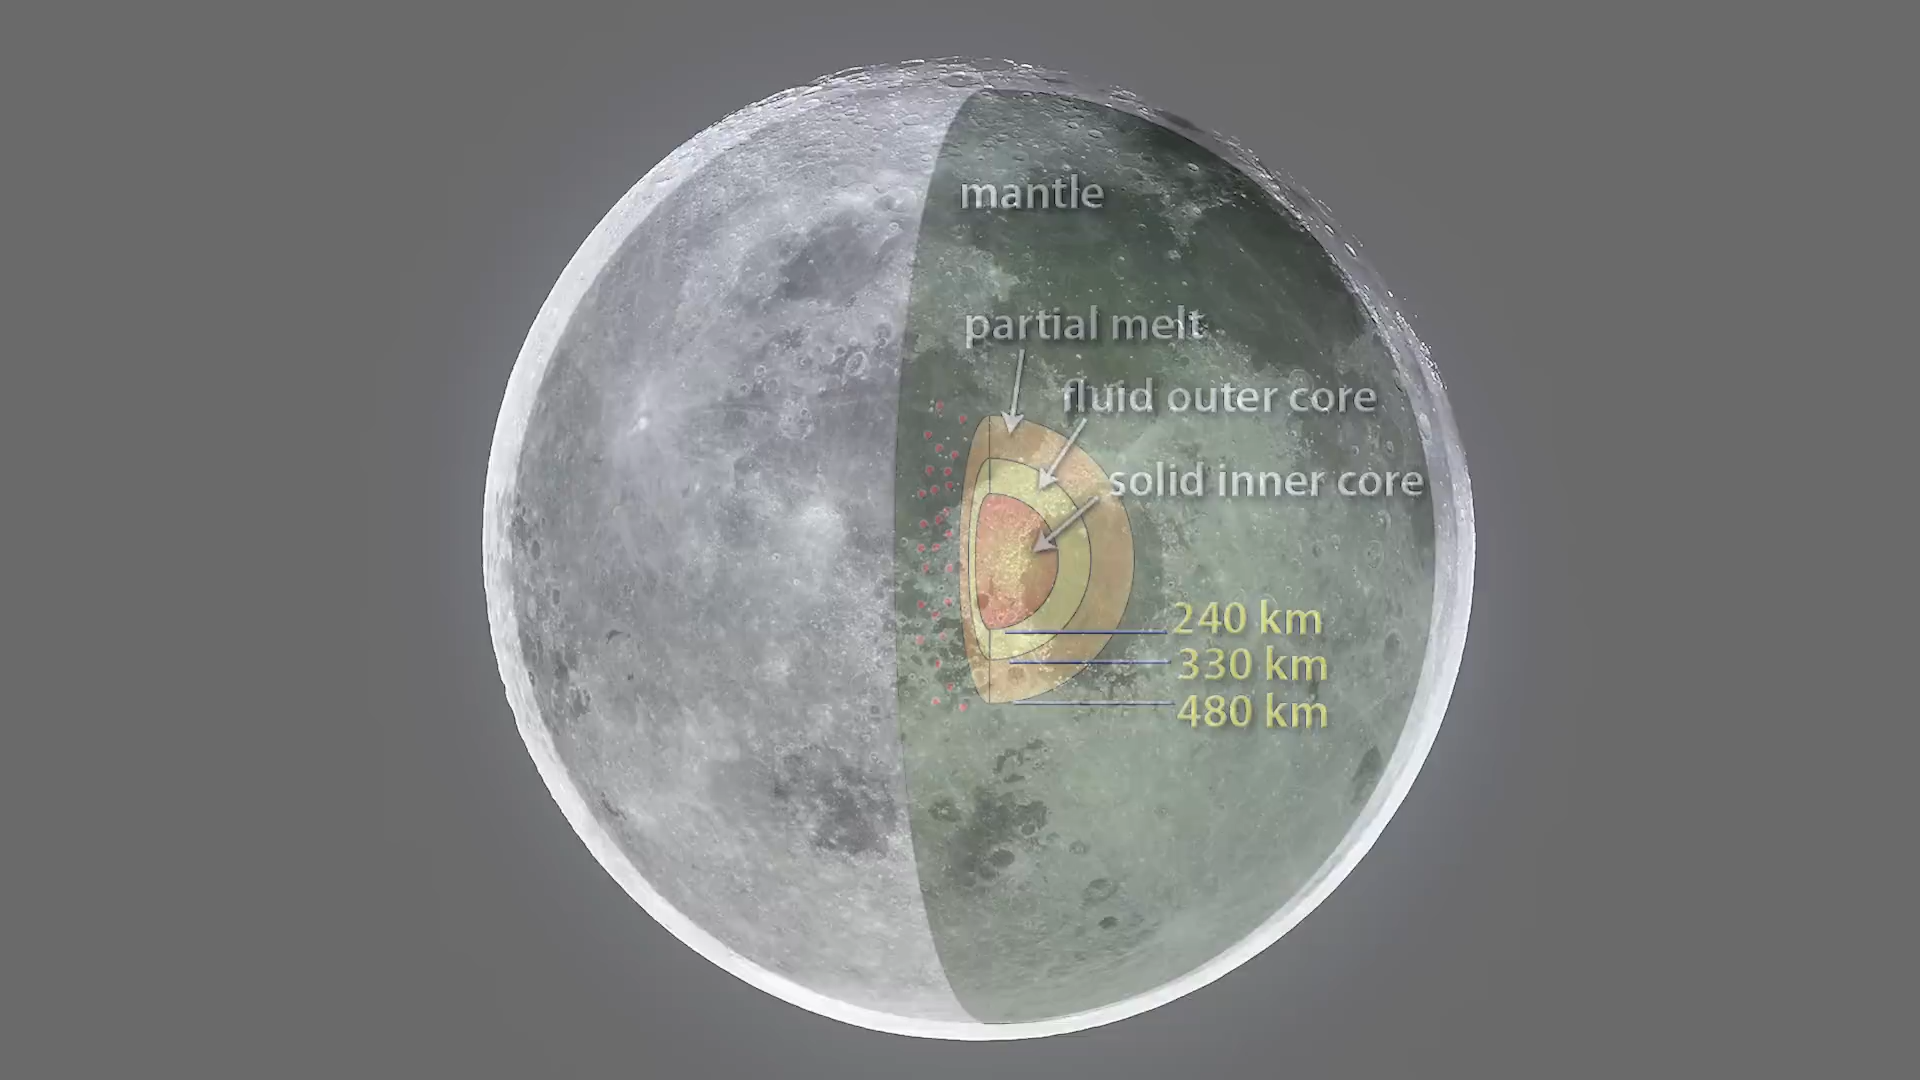 mantle
partial melt
fluid outer core
solid inner core
240 km
330 km
480 km